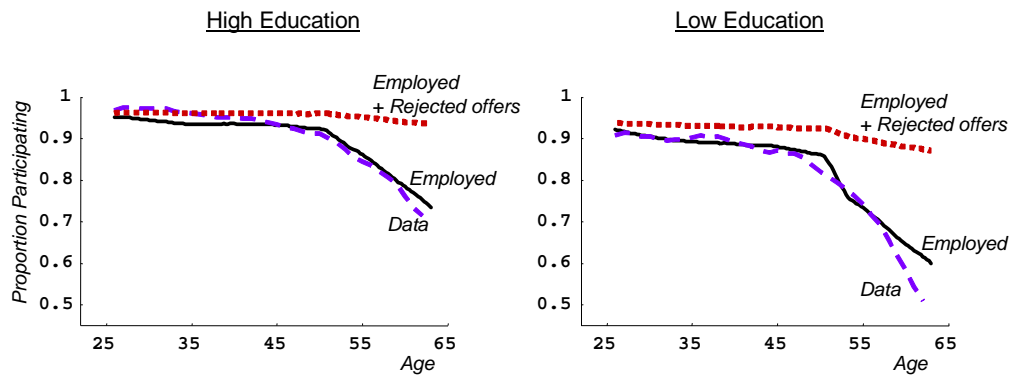 High Education
Low Education
Proportion Participating
1
0.9
0.8
0.7
0.6
0.5
25
35
45
55
65
Age
Employed
+ Rejected offers
Employed
Data
1
0.9
0.8
0.7
0.6
0.5
25
35
45
55
65
Age
Employed
+ Rejected offers
Employed
Data